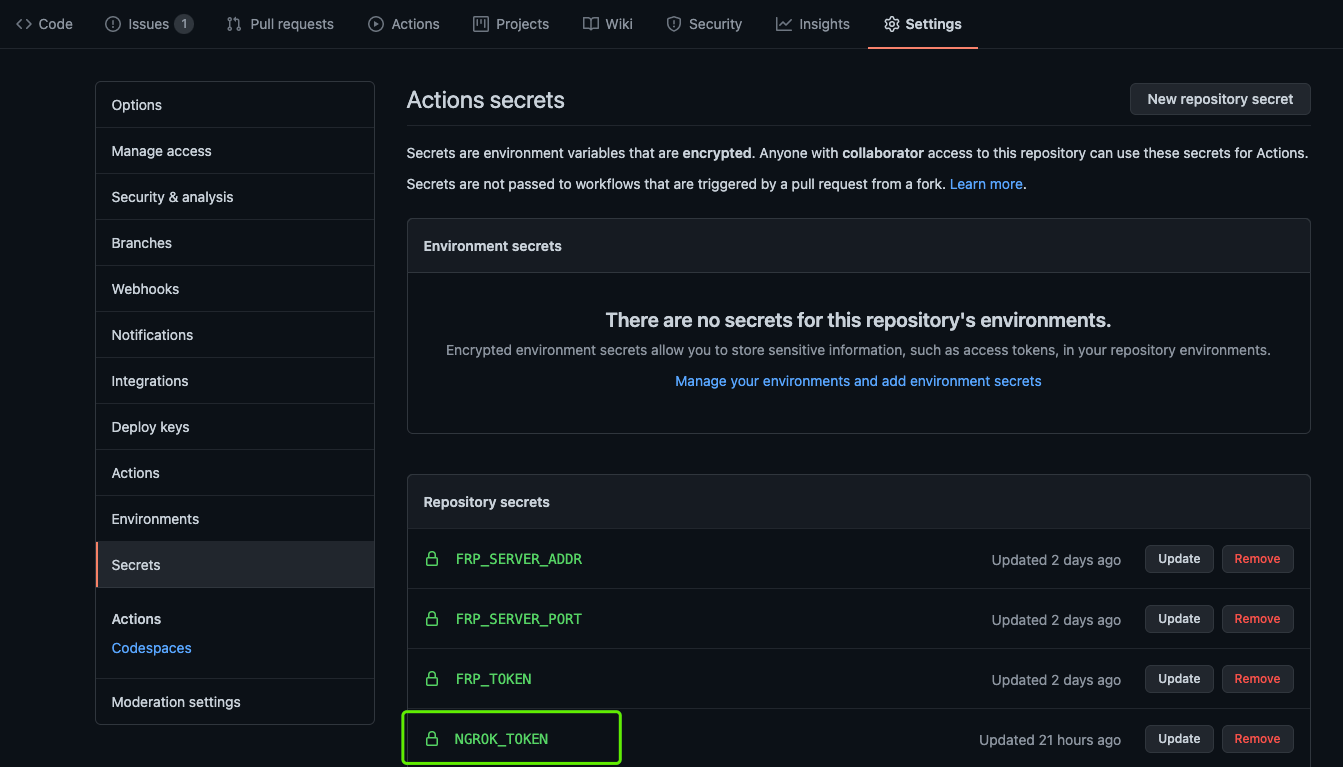 Code Issues 1 Pull requests Actions Projects Wiki Security Insights Settings
Options
Manage access
Security & analysis
Branches
Webhooks
Notifications
Integrations
Deploy keys
Actions
Environments
Secrets
Actions
Codespaces
Moderation settings
Actions secrets
New repository secret
Secrets are environment variables that are encrypted. Anyone with collaborator access to this repository can use these secrets for Actions.
Secrets are not passed to workflows that are triggered by a pull request from a fork. Learn more.
Environment secrets
There are no secrets for this repository's environments.
Encrypted environment secrets allow you to store sensitive information, such as access tokens, in your repository environments.
Manage your environments and add environment secrets
Repository secrets
FRP_SERVER_ADDR Updated 2 days ago Update Remove
FRP_SERVER_PORT Updated 2 days ago Update Remove
FRP_TOKEN Updated 2 days ago Update Remove
NGROK_TOKEN Updated 21 hours ago Update Remove